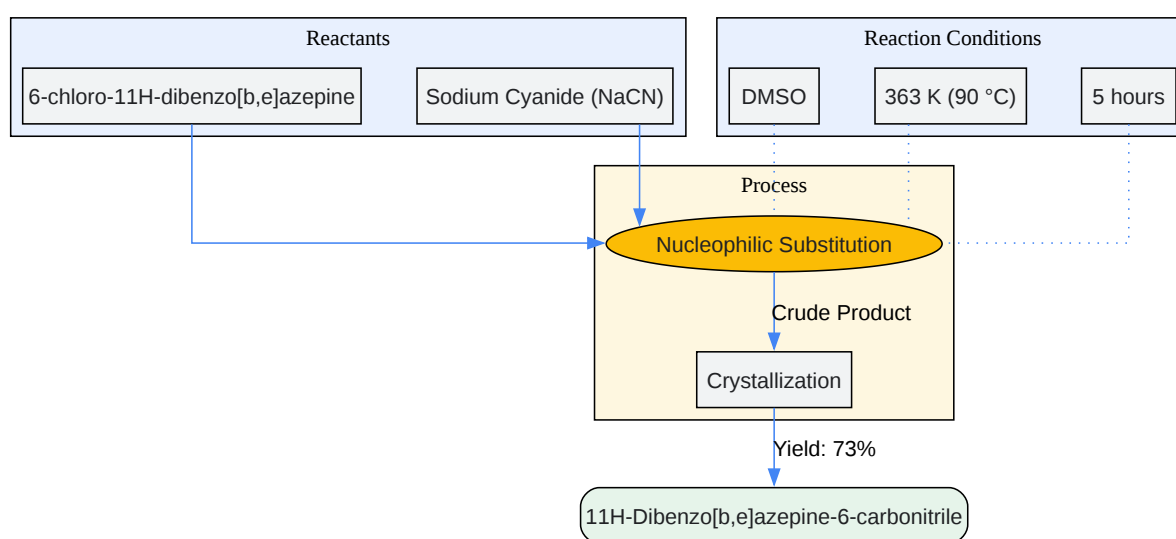 Reactants
Reaction Conditions
6-chloro-11H-dibenzo[b,e]azepine
Sodium Cyanide (NaCN)
DMSO
363 K (90 °C)
5 hours
Process
Nucleophilic Substitution
Crude Product
Crystallization
Yield: 73%
11H-Dibenzo[b,e]azepine-6-carbonitrile